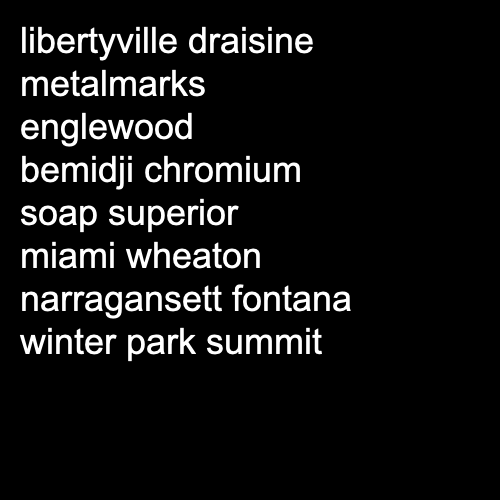 libertyville draisine
metalmarks
englewood
bemidji chromium
soap superior
miami wheaton
narragansett fontana
winter park summit